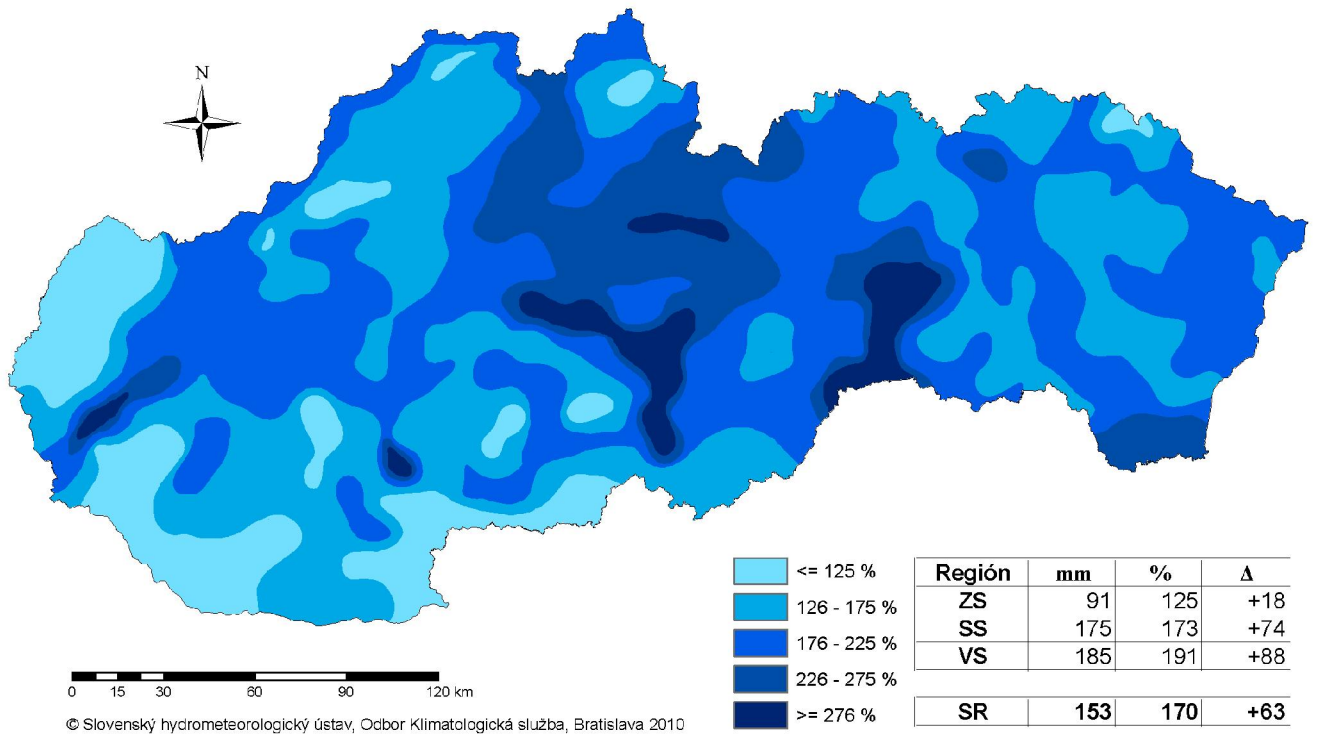 N
<= 125 %
126 - 175 %
176 - 225 %
226 - 275 %
>= 276 %
Región mm % Δ
ZS 91 125 +18
SS 175 173 +74
VS 185 191 +88
SR 153 170 +63
0 15 30 60 90 120 km
© Slovenský hydrometeorologický ústav, Odbor Klimatologická služba, Bratislava 2010